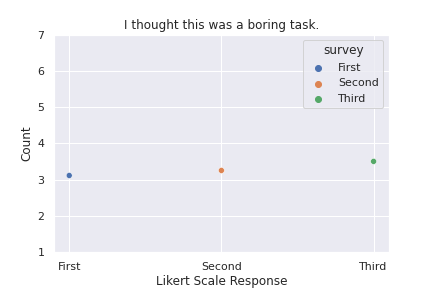 I thought this was a boring task.
7
6
5
4
3
2
1
Count
survey
First
Second
Third
First Second Third
Likert Scale Response